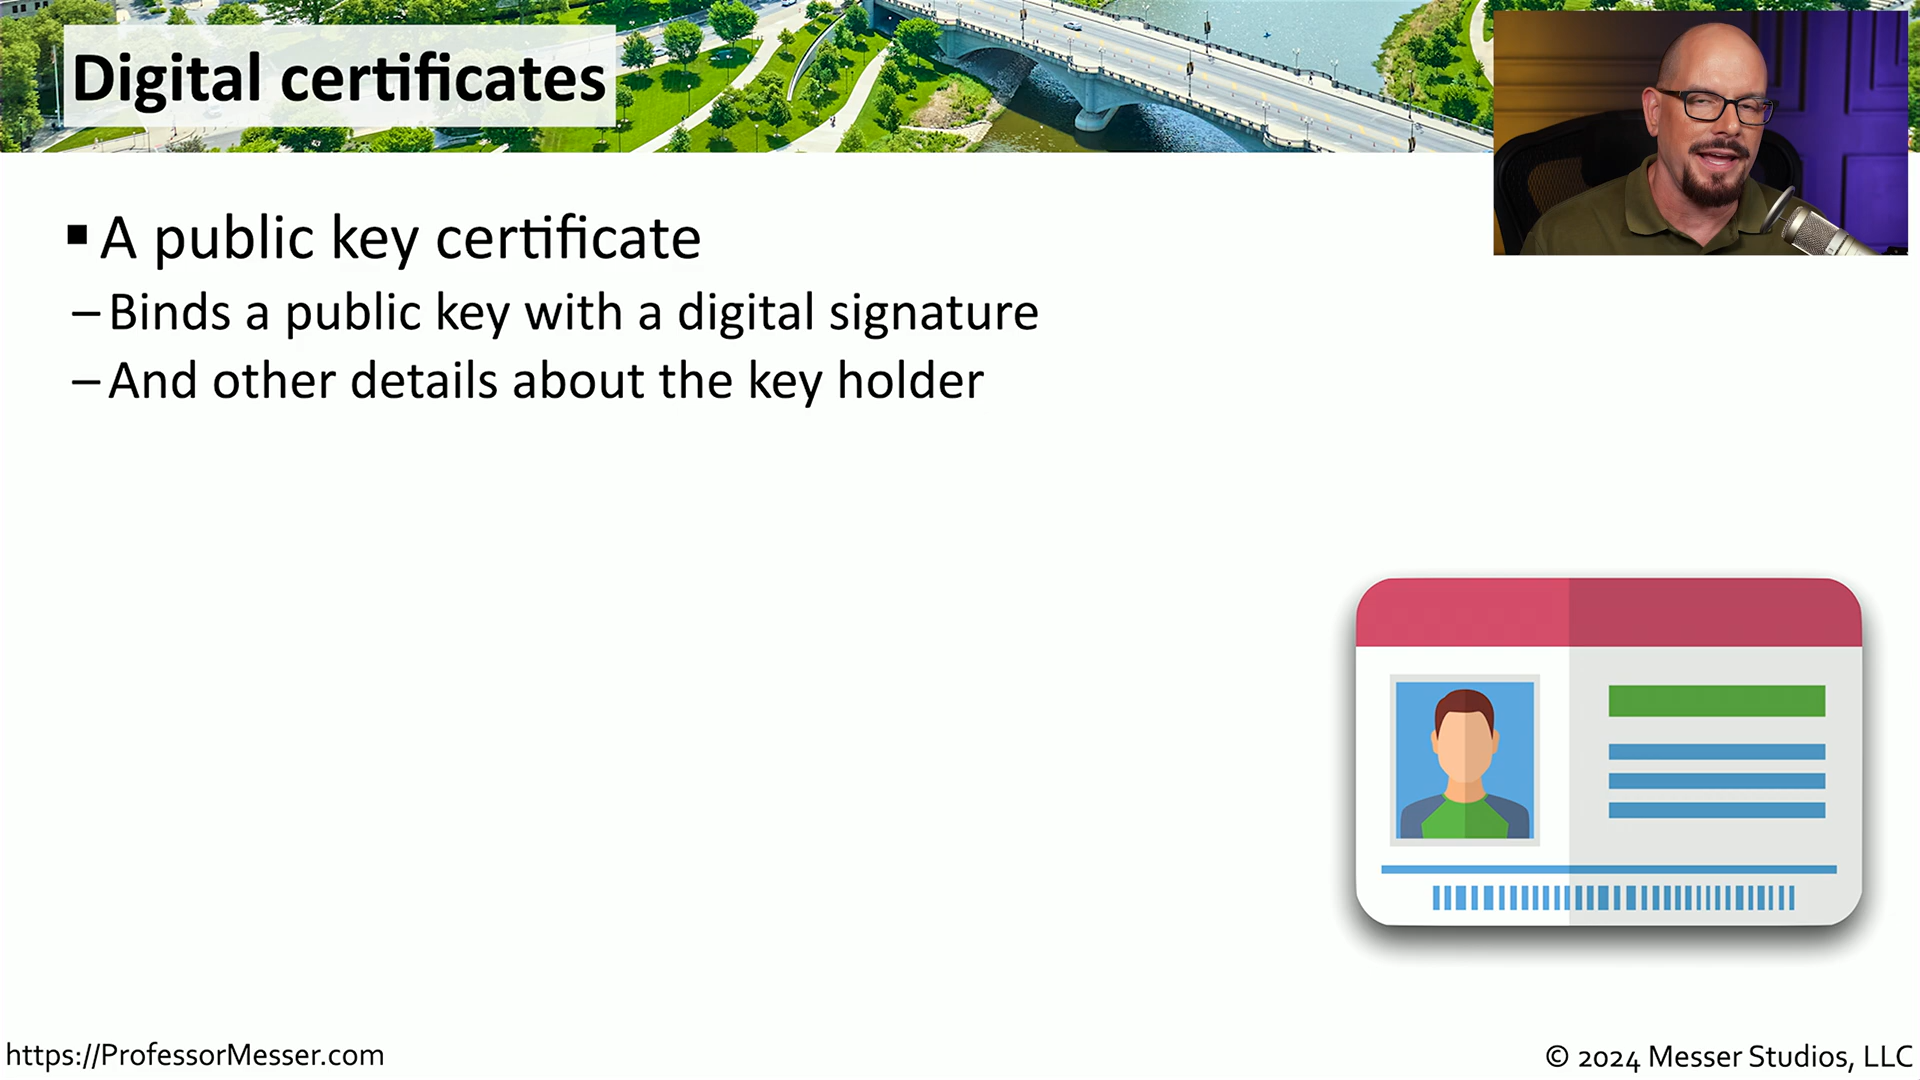 Digital certificates
▪ A public key certificate
– Binds a public key with a digital signature
– And other details about the key holder
https://ProfessorMesser.com
© 2024 Messer Studios, LLC